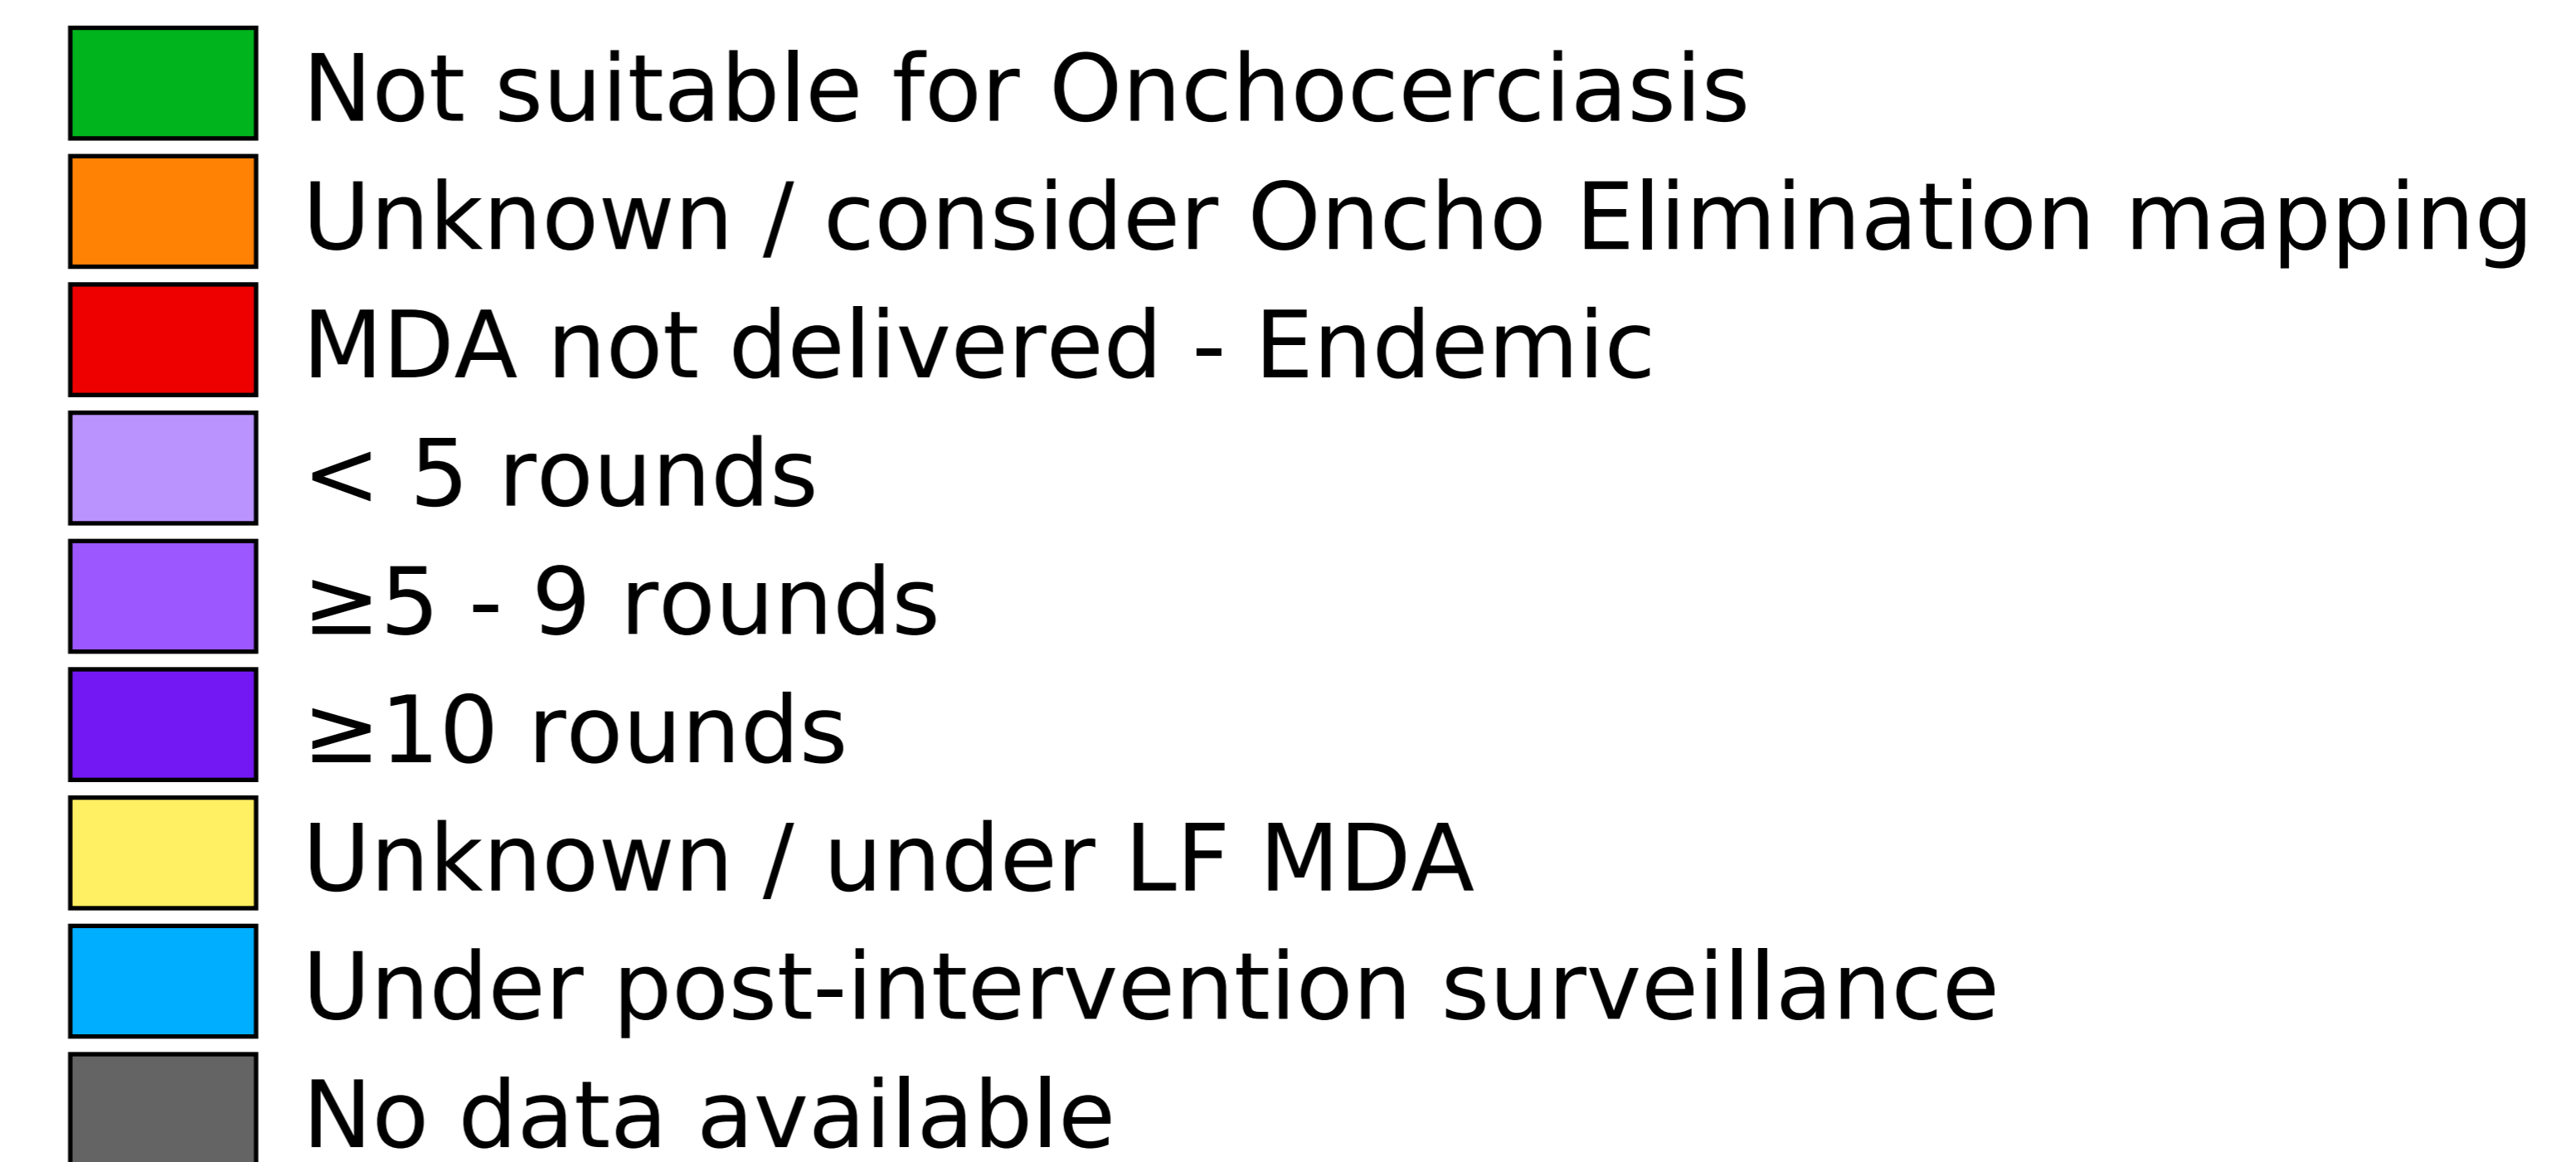 Not suitable for Onchocerciasis
Unknown / consider Oncho Elimination mapping
MDA not delivered - Endemic
< 5 rounds
≥5 - 9 rounds
≥10 rounds
Unknown / under LF MDA
Under post-intervention surveillance
No data available